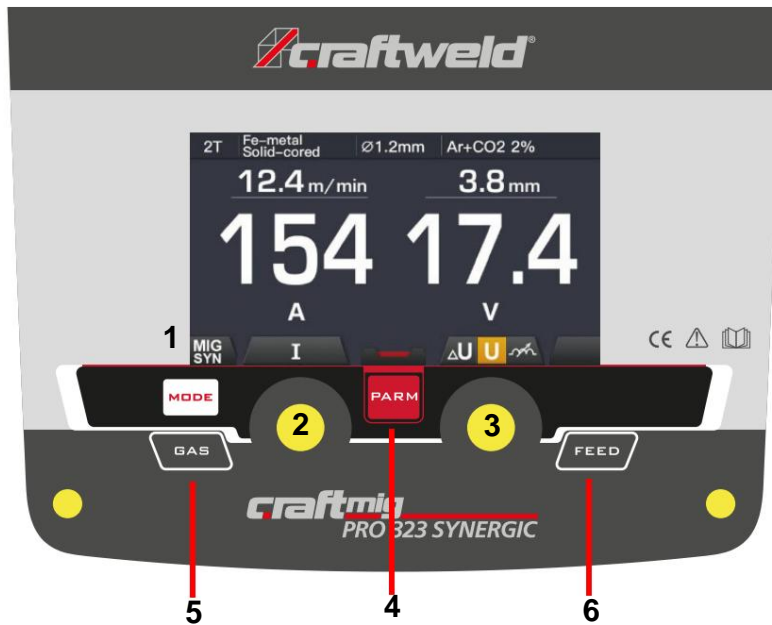 craftweld®
2T Fe-metal Ø1.2mm Ar+CO2 2%
Solid-cored
12.4 m/min 3.8 mm
154 17.4
A V
1
MIG I ΔU U
SYN
CE
MODE 2 PARM 3
GAS FEED
craftmig
PRO 323 SYNERGIC
5 4 6